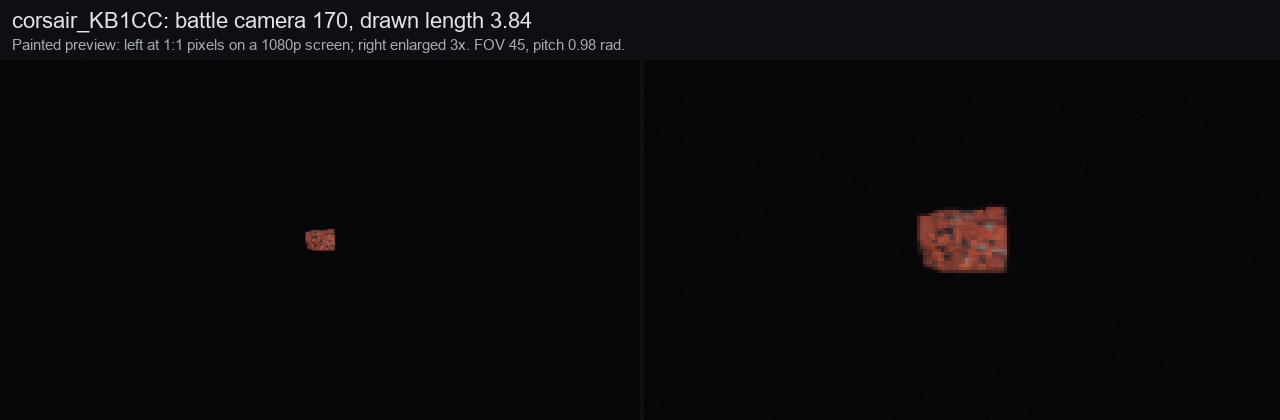 corsair_KB1CC: battle camera 170, drawn length 3.84
Painted preview: left at 1:1 pixels on a 1080p screen; right enlarged 3x. FOV 45, pitch 0.98 rad.